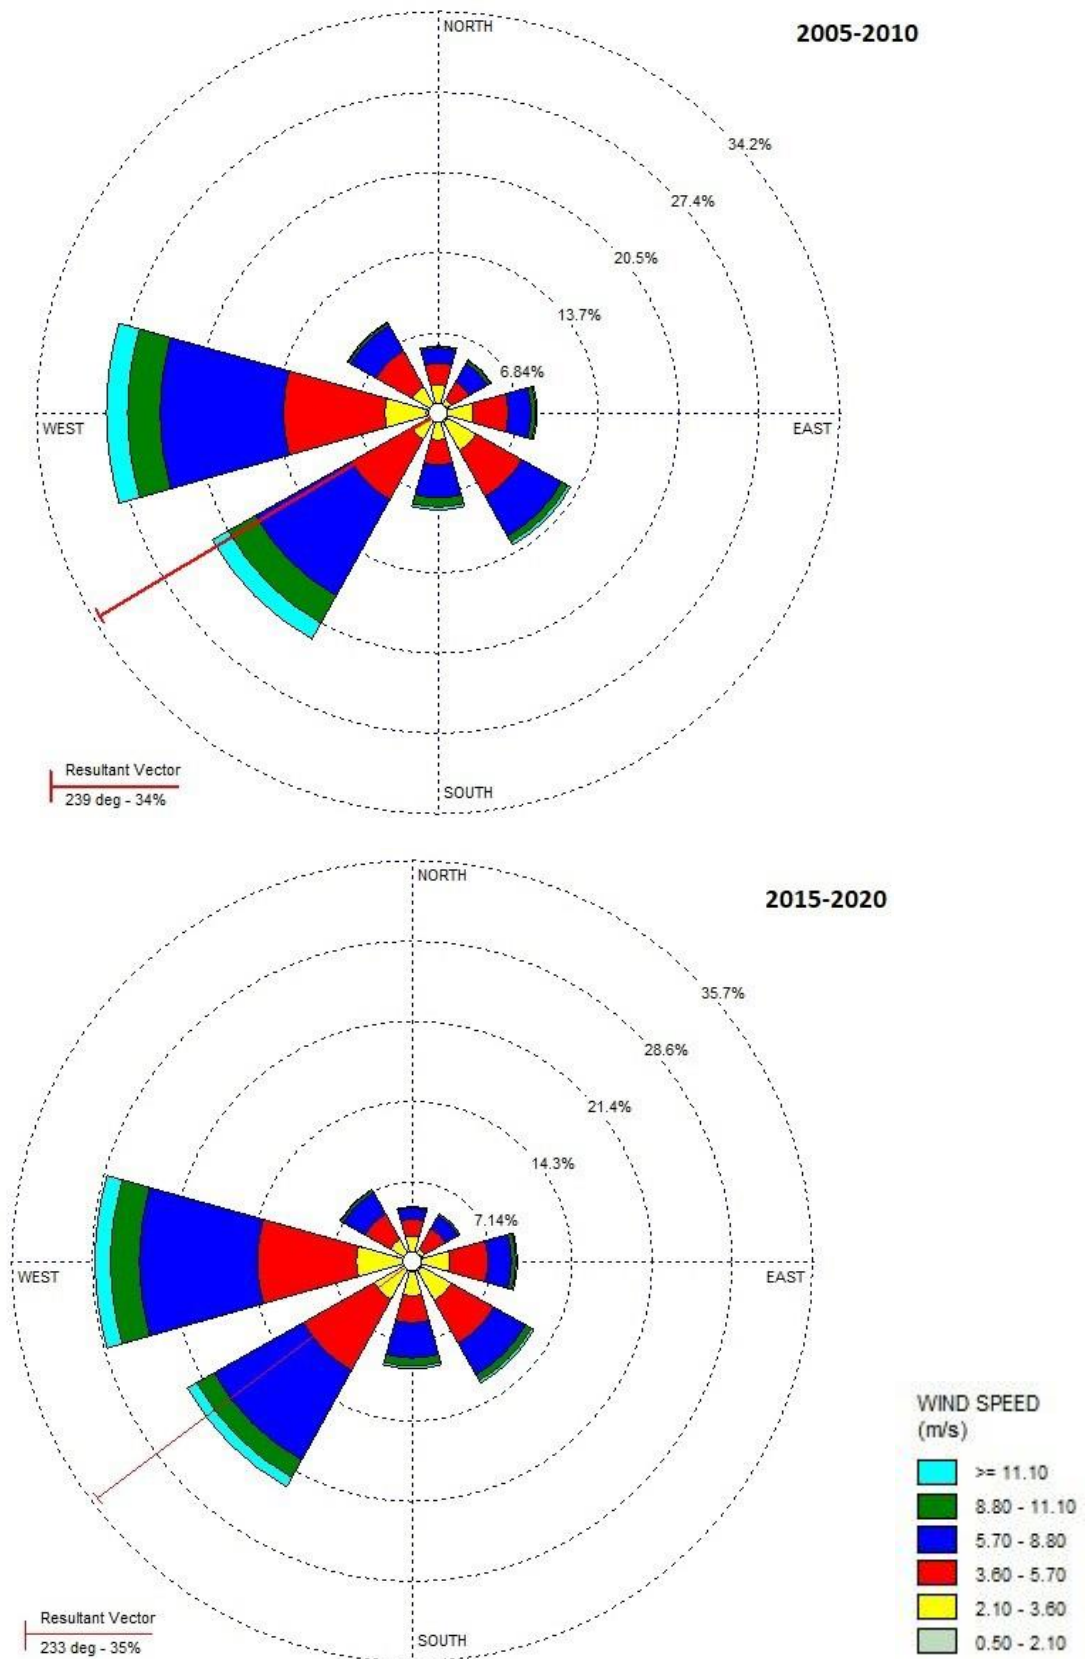 NORTH
2005-2010
34.2%
27.4%
20.5%
13.7%
6.84%
WEST
EAST
Resultant Vector
239 deg - 34%
SOUTH
NORTH
2015-2020
35.7%
28.6%
21.4%
14.3%
7.14%
WEST
EAST
WIND SPEED
(m/s)
>= 11.10
8.80 - 11.10
5.70 - 8.80
3.60 - 5.70
2.10 - 3.60
0.50 - 2.10
Resultant Vector
233 deg - 35%
SOUTH